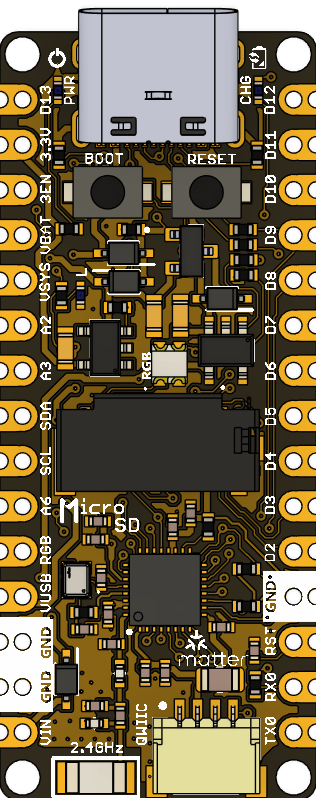 PWR
CHG
D13
3.3V
3EN
VBAT
VSYS
A2
A3
SDA
SCL
A6
RGB
VUSB
GND
GND
VIN
D12
D11
D10
D9
D8
D7
D6
D5
D4
D3
D2
GND
RST
RX0
TX0
BOOT
RESET
RGB
Micro
SD
matter
QWIIC
2.4GHz